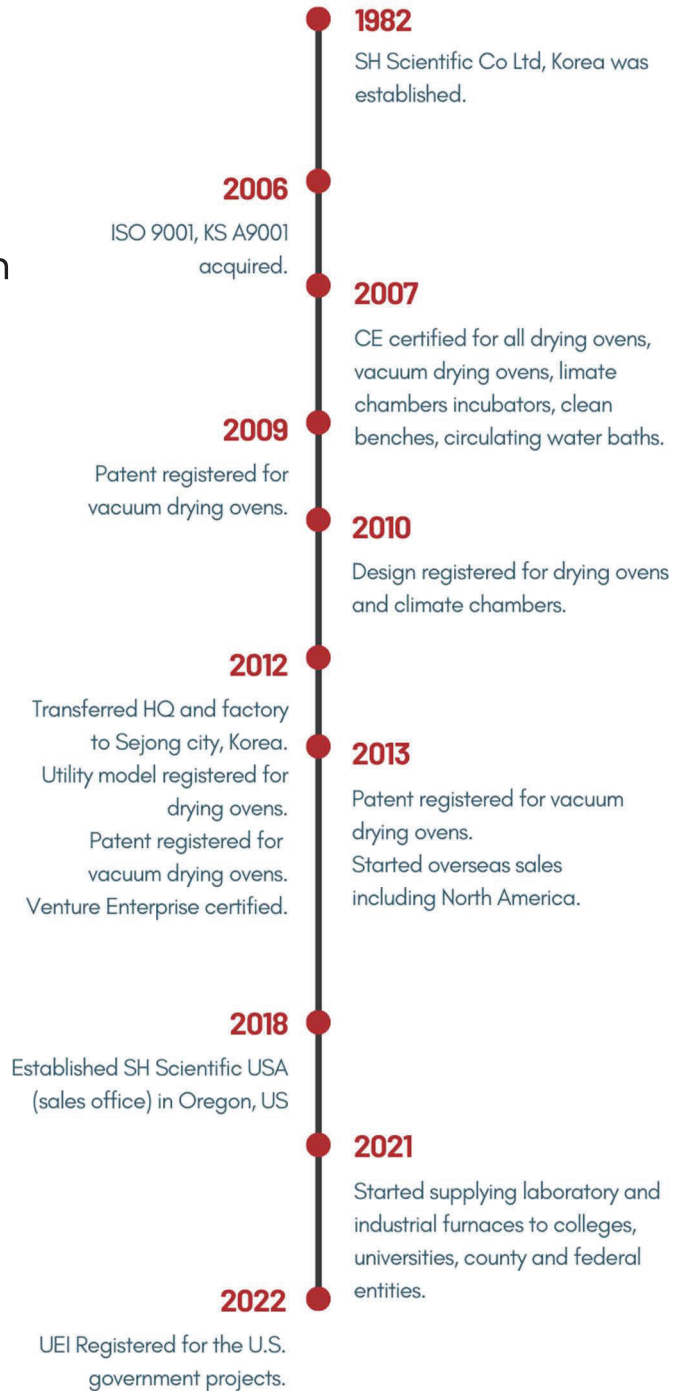 1982
SH Scientific Co Ltd, Korea was
established.
2006
ISO 9001, KS A9001
acquired.
n
2007
CE certified for all drying ovens,
vacuum drying ovens, limate
chambers incubators, clean
benches, circulating water baths.
2009
Patent registered for
vacuum drying ovens.
2010
Design registered for drying ovens
and climate chambers.
2012
Transferred HQ and factory
to Sejong city, Korea.
Utility model registered for
drying ovens.
Patent registered for
vacuum drying ovens.
Venture Enterprise certified.
2013
Patent registered for vacuum
drying ovens.
Started overseas sales
including North America.
2018
Established SH Scientific USA
(sales office) in Oregon, US
2021
Started supplying laboratory and
industrial furnaces to colleges,
universities, county and federal
entities.
2022
UEI Registered for the U.S.
government projects.